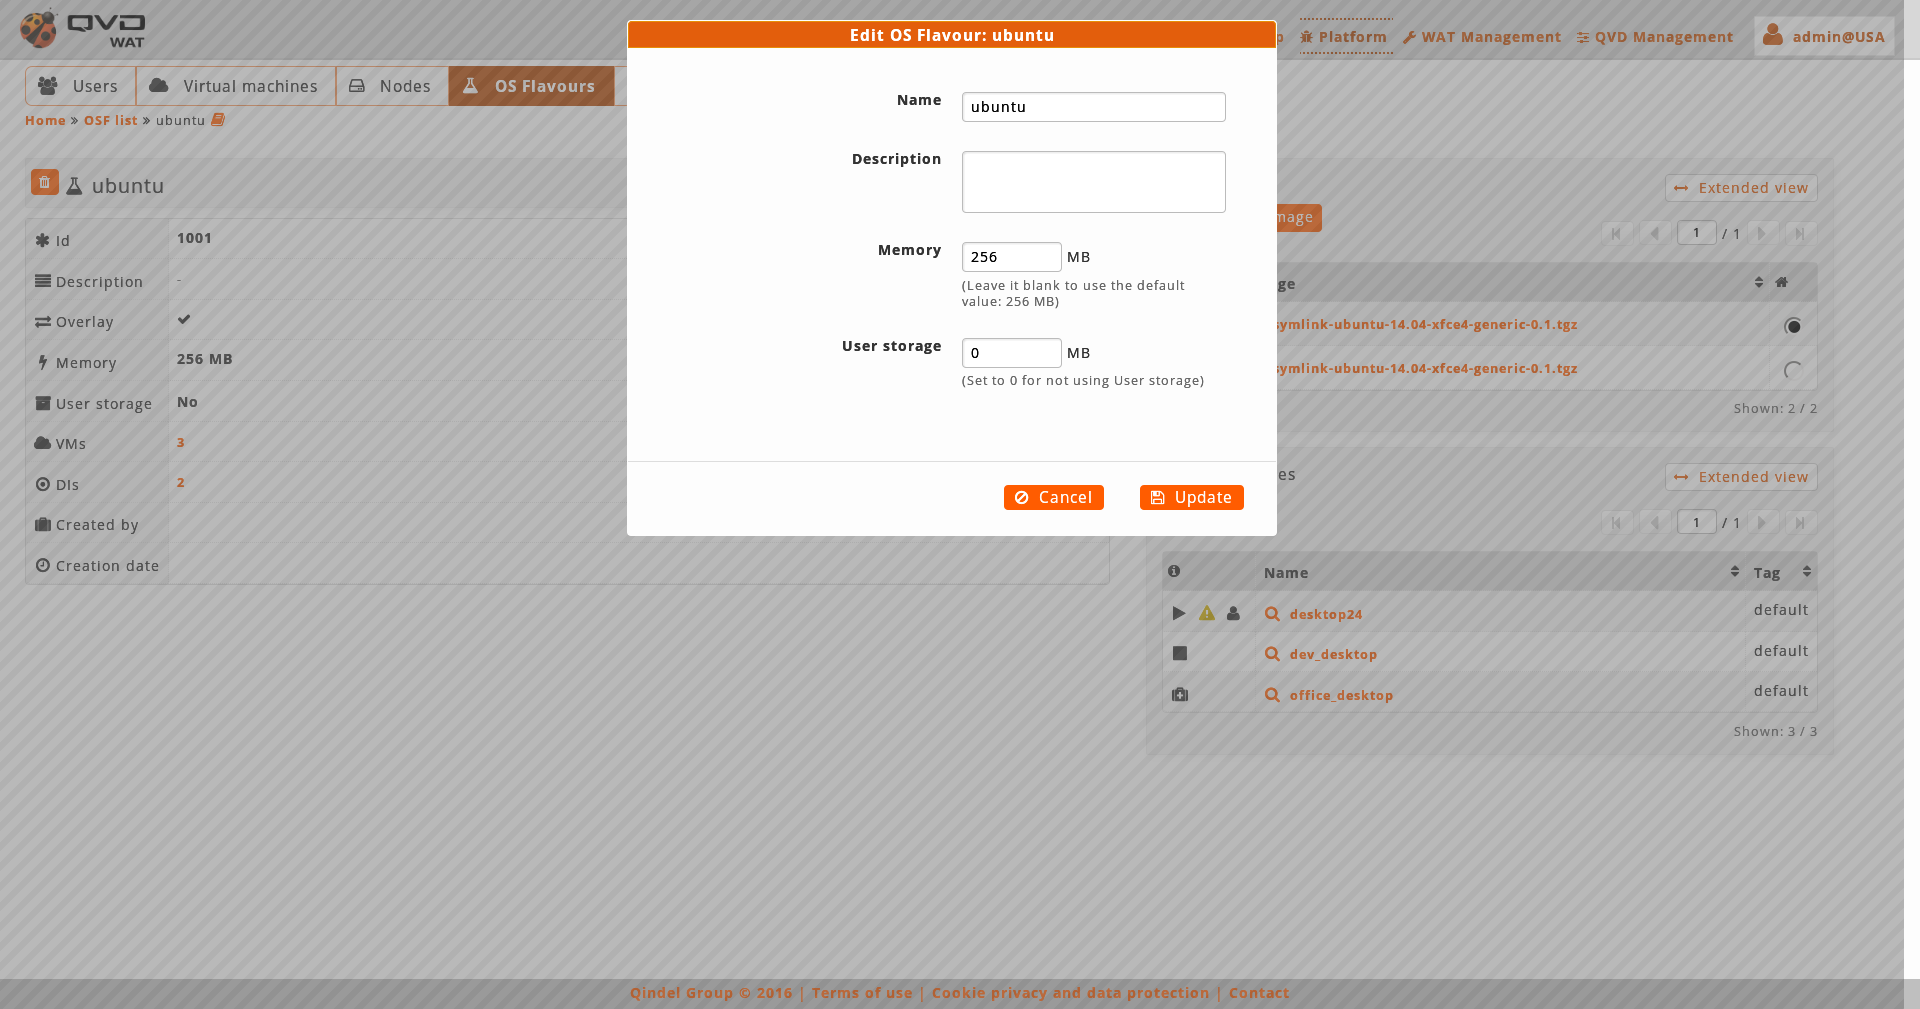 QVD
WAT
Platform
WAT Management
QVD Management
admin@USA
Users
Virtual machines
Nodes
OS Flavours
Home » OSF list » ubuntu
ubuntu
Id 1001
Description -
Overlay
Memory 256 MB
User storage No
VMs 3
DIs 2
Created by
Creation date
Edit OS Flavour: ubuntu
Name ubuntu
Description
Memory 256 MB
(Leave it blank to use the default
value: 256 MB)
User storage 0 MB
(Set to 0 for not using User storage)
Cancel Update
Extended view
1 / 1
symlink-ubuntu-14.04-xfce4-generic-0.1.tgz
symlink-ubuntu-14.04-xfce4-generic-0.1.tgz
Shown: 2 / 2
Extended view
1 / 1
Name Tag
desktop24 default
dev_desktop default
office_desktop default
Shown: 3 / 3
Qindel Group © 2016 | Terms of use | Cookie privacy and data protection | Contact